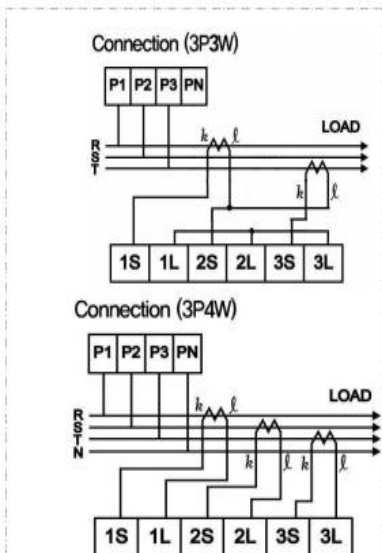 Connection (3P3W)
P1 P2 P3 PN
LOAD
k ℓ
R
S
T
k ℓ
1S 1L 2S 2L 3S 3L
Connection (3P4W)
P1 P2 P3 PN
LOAD
k ℓ
R
S
T
N
k ℓ k ℓ
1S 1L 2S 2L 3S 3L